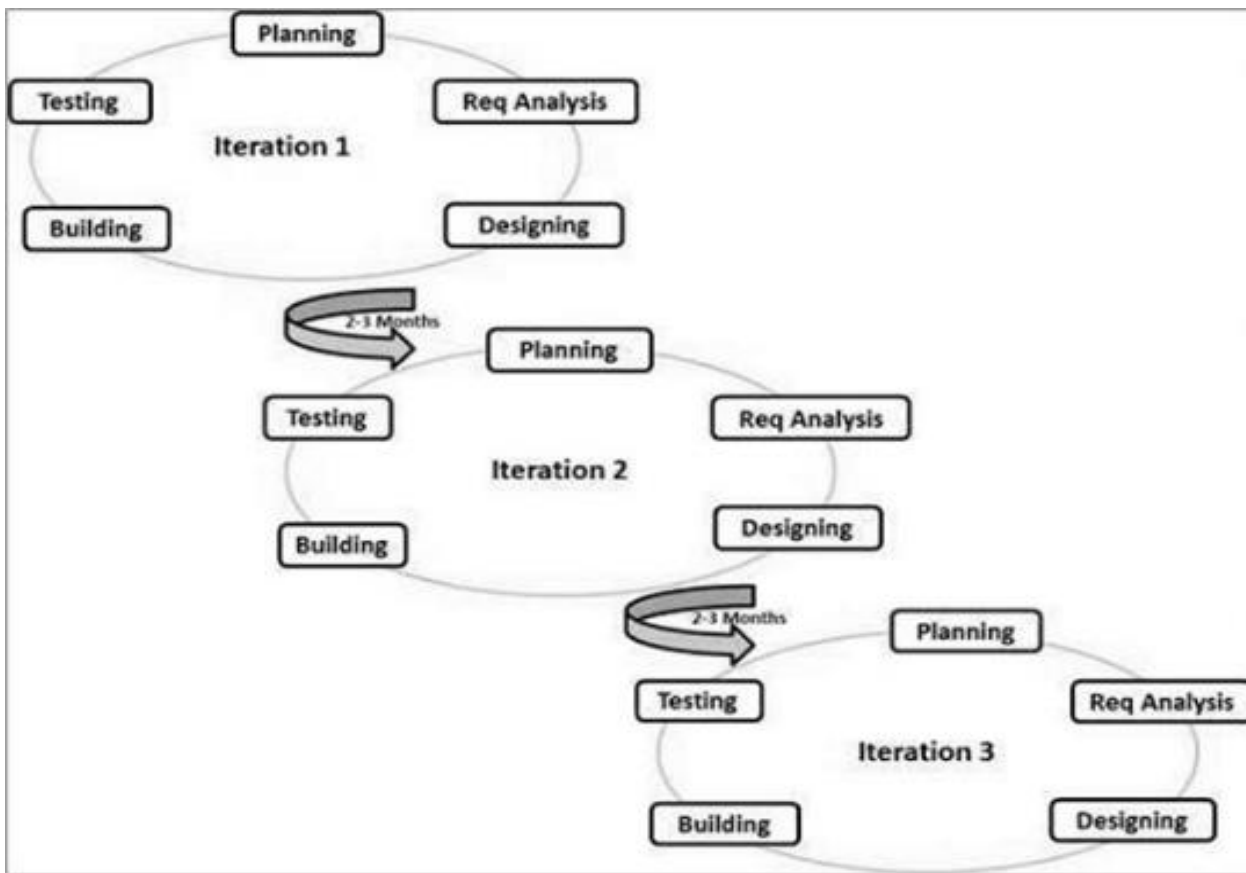 Planning
Testing
Req Analysis
Iteration 1
Building
Designing
2-3 Months
Planning
Testing
Req Analysis
Iteration 2
Building
Designing
2-3 Months
Planning
Testing
Req Analysis
Iteration 3
Building
Designing